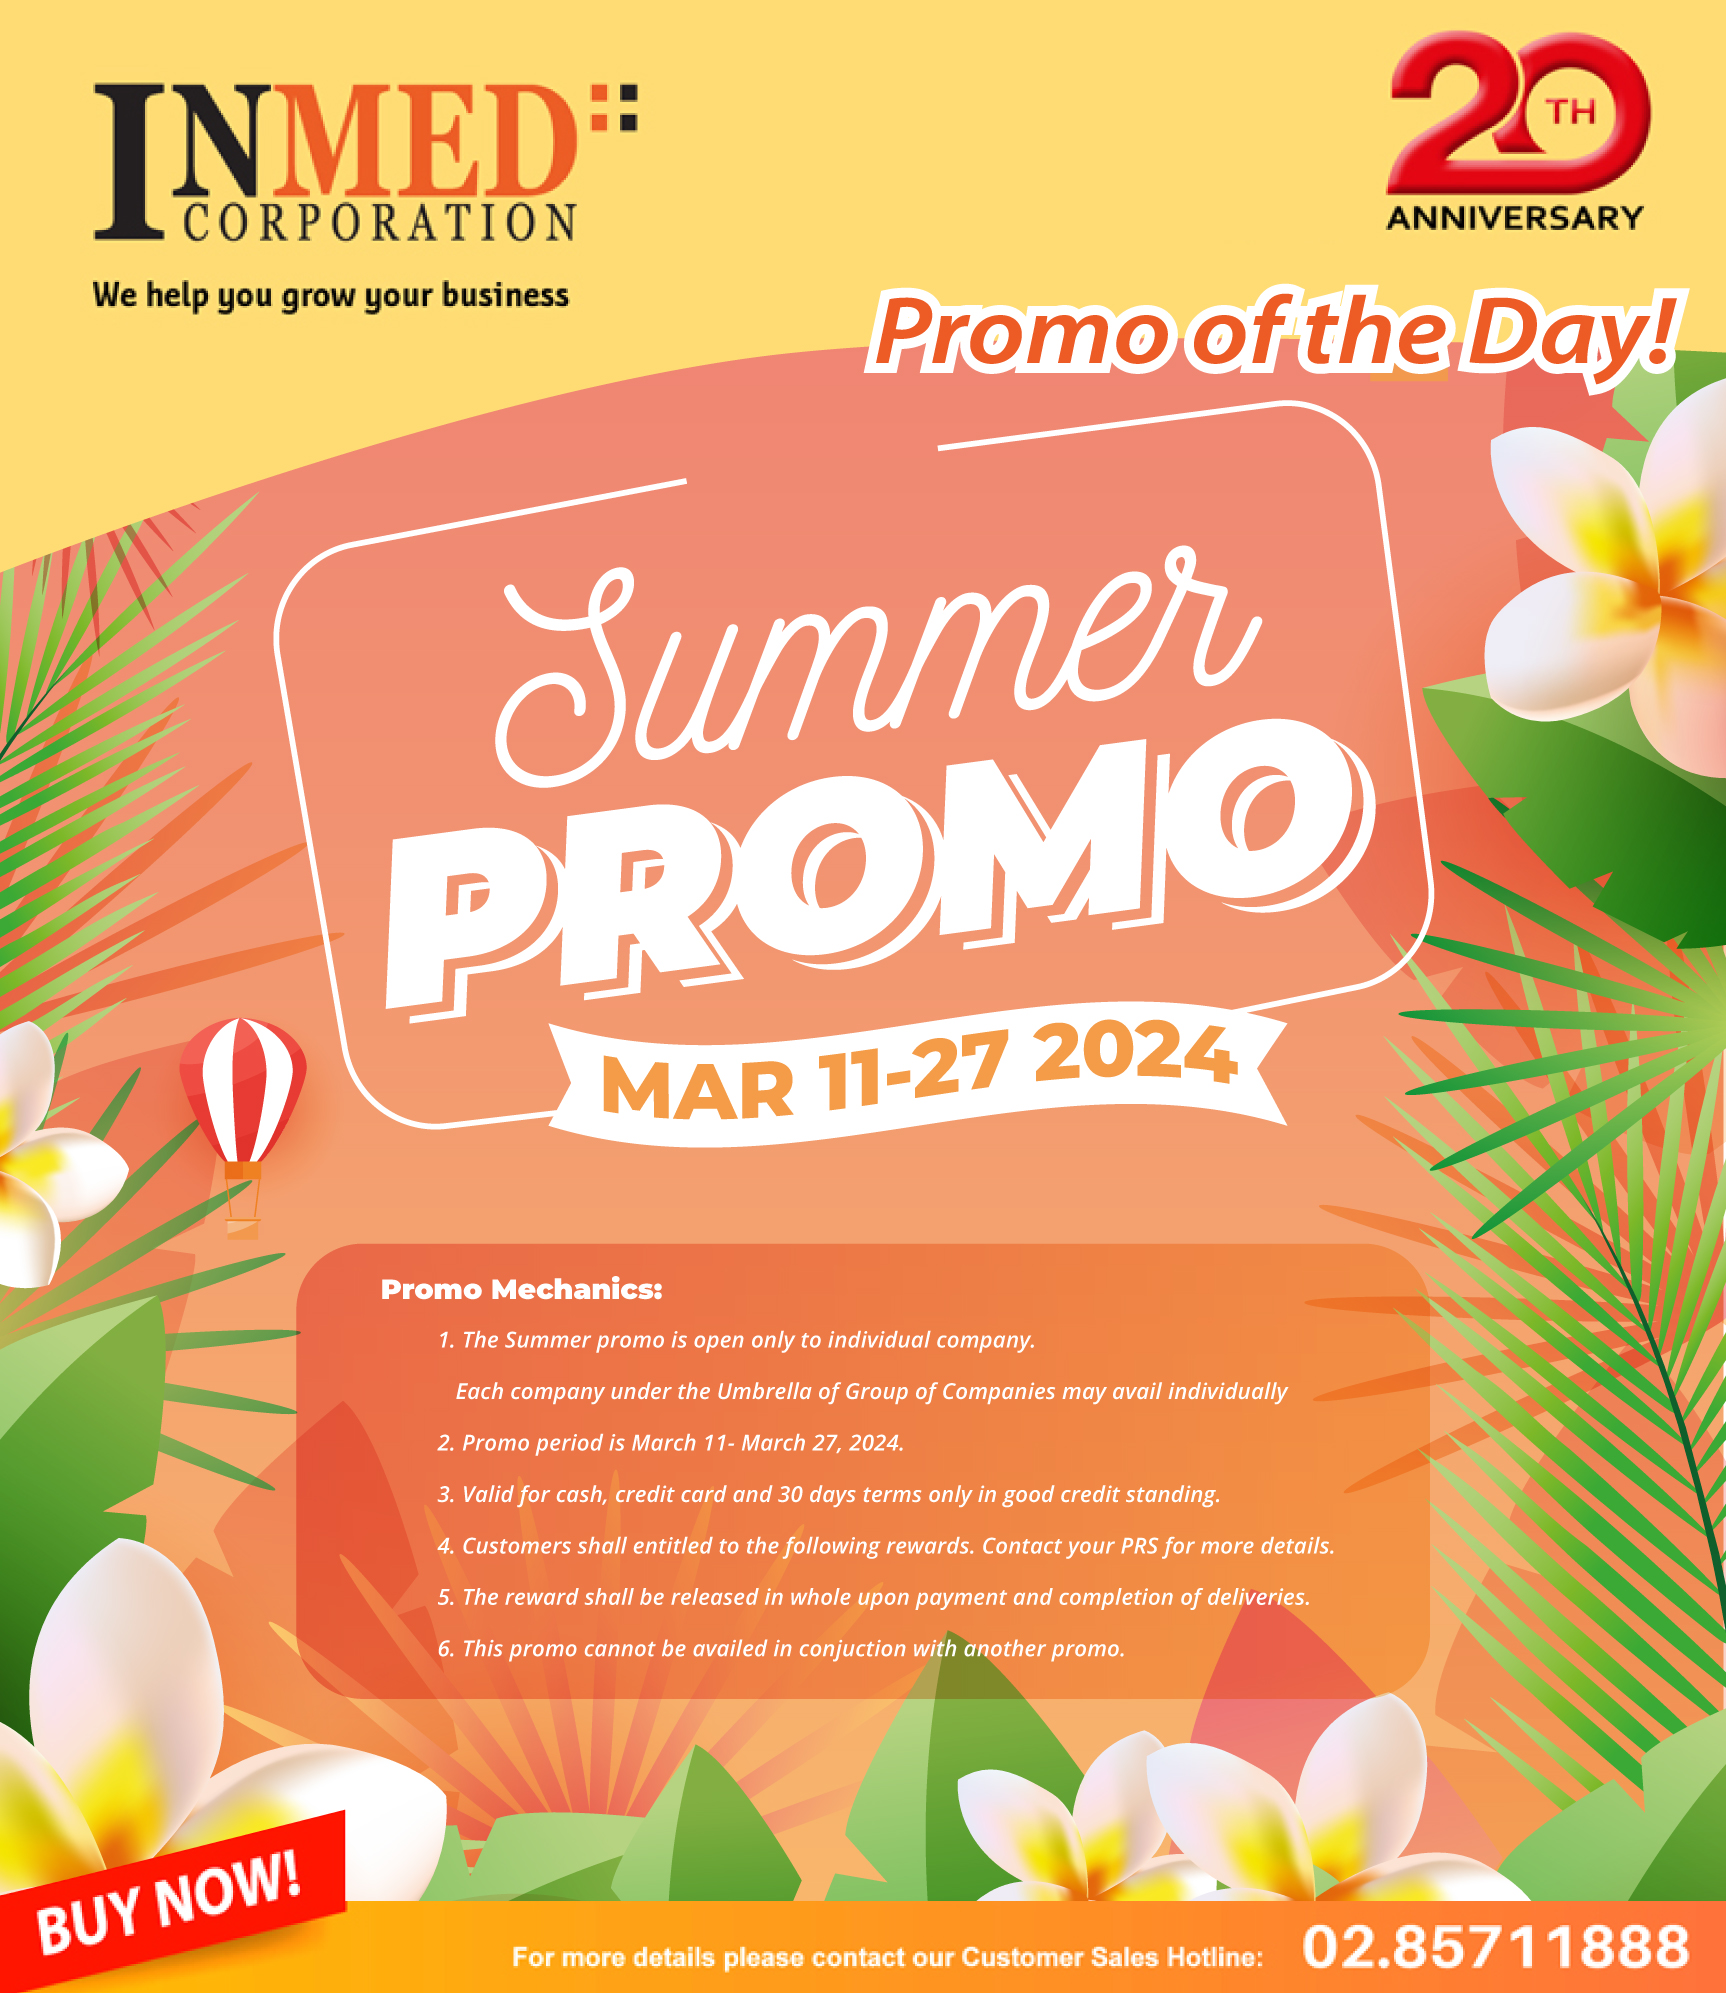 INMED
CORPORATION
We help you grow your business
20TH
ANNIVERSARY
Promo of the Day!
Summer
PROMO
MAR 11-27 2024
Promo Mechanics:
1. The Summer promo is open only to individual company.
Each company under the Umbrella of Group of Companies may avail individually
2. Promo period is March 11- March 27, 2024.
3. Valid for cash, credit card and 30 days terms only in good credit standing.
4. Customers shall entitled to the following rewards. Contact your PRS for more details.
5. The reward shall be released in whole upon payment and completion of deliveries.
6. This promo cannot be availed in conjuction with another promo.
BUY NOW!
For more details please contact our Customer Sales Hotline: 02.85711888